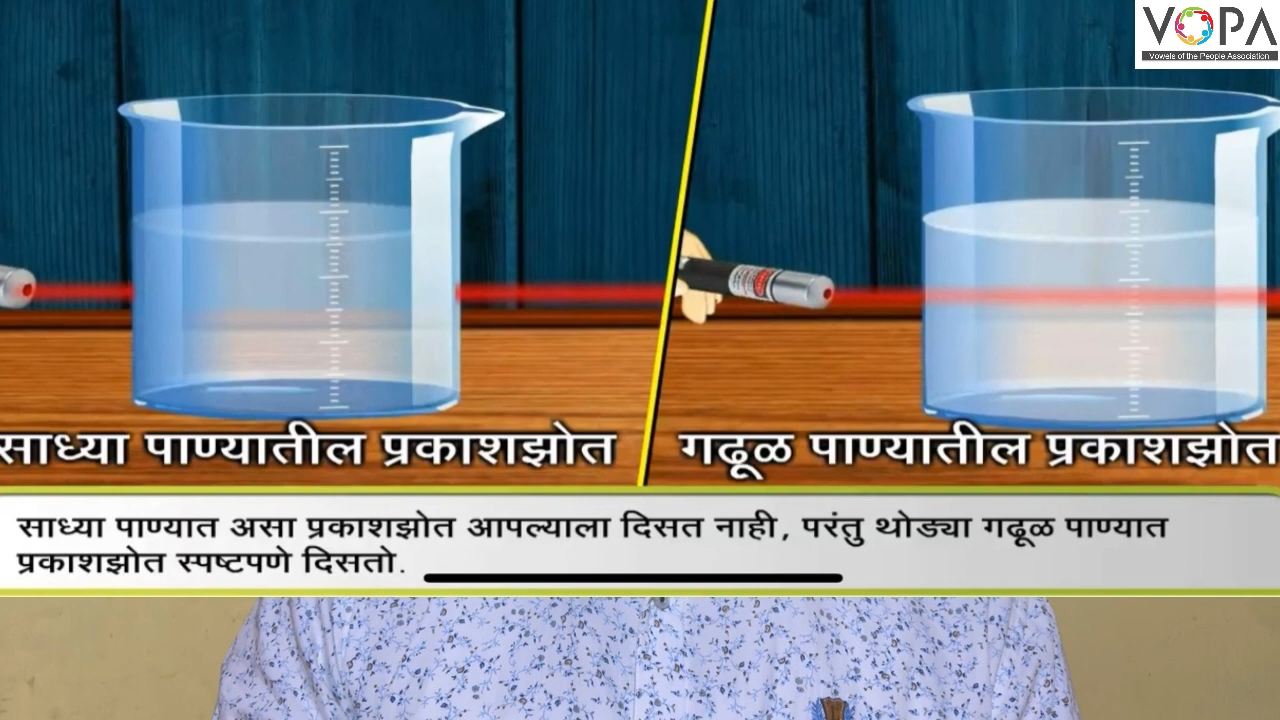 VOPA
Vowels of the People Association
साध्या पाण्यातील प्रकाशझोत
गढूळ पाण्यातील प्रकाशझोत
साध्या पाण्यात असा प्रकाशझोत आपल्याला दिसत नाही, परंतु थोड्या गढूळ पाण्यात
प्रकाशझोत स्पष्टपणे दिसतो.